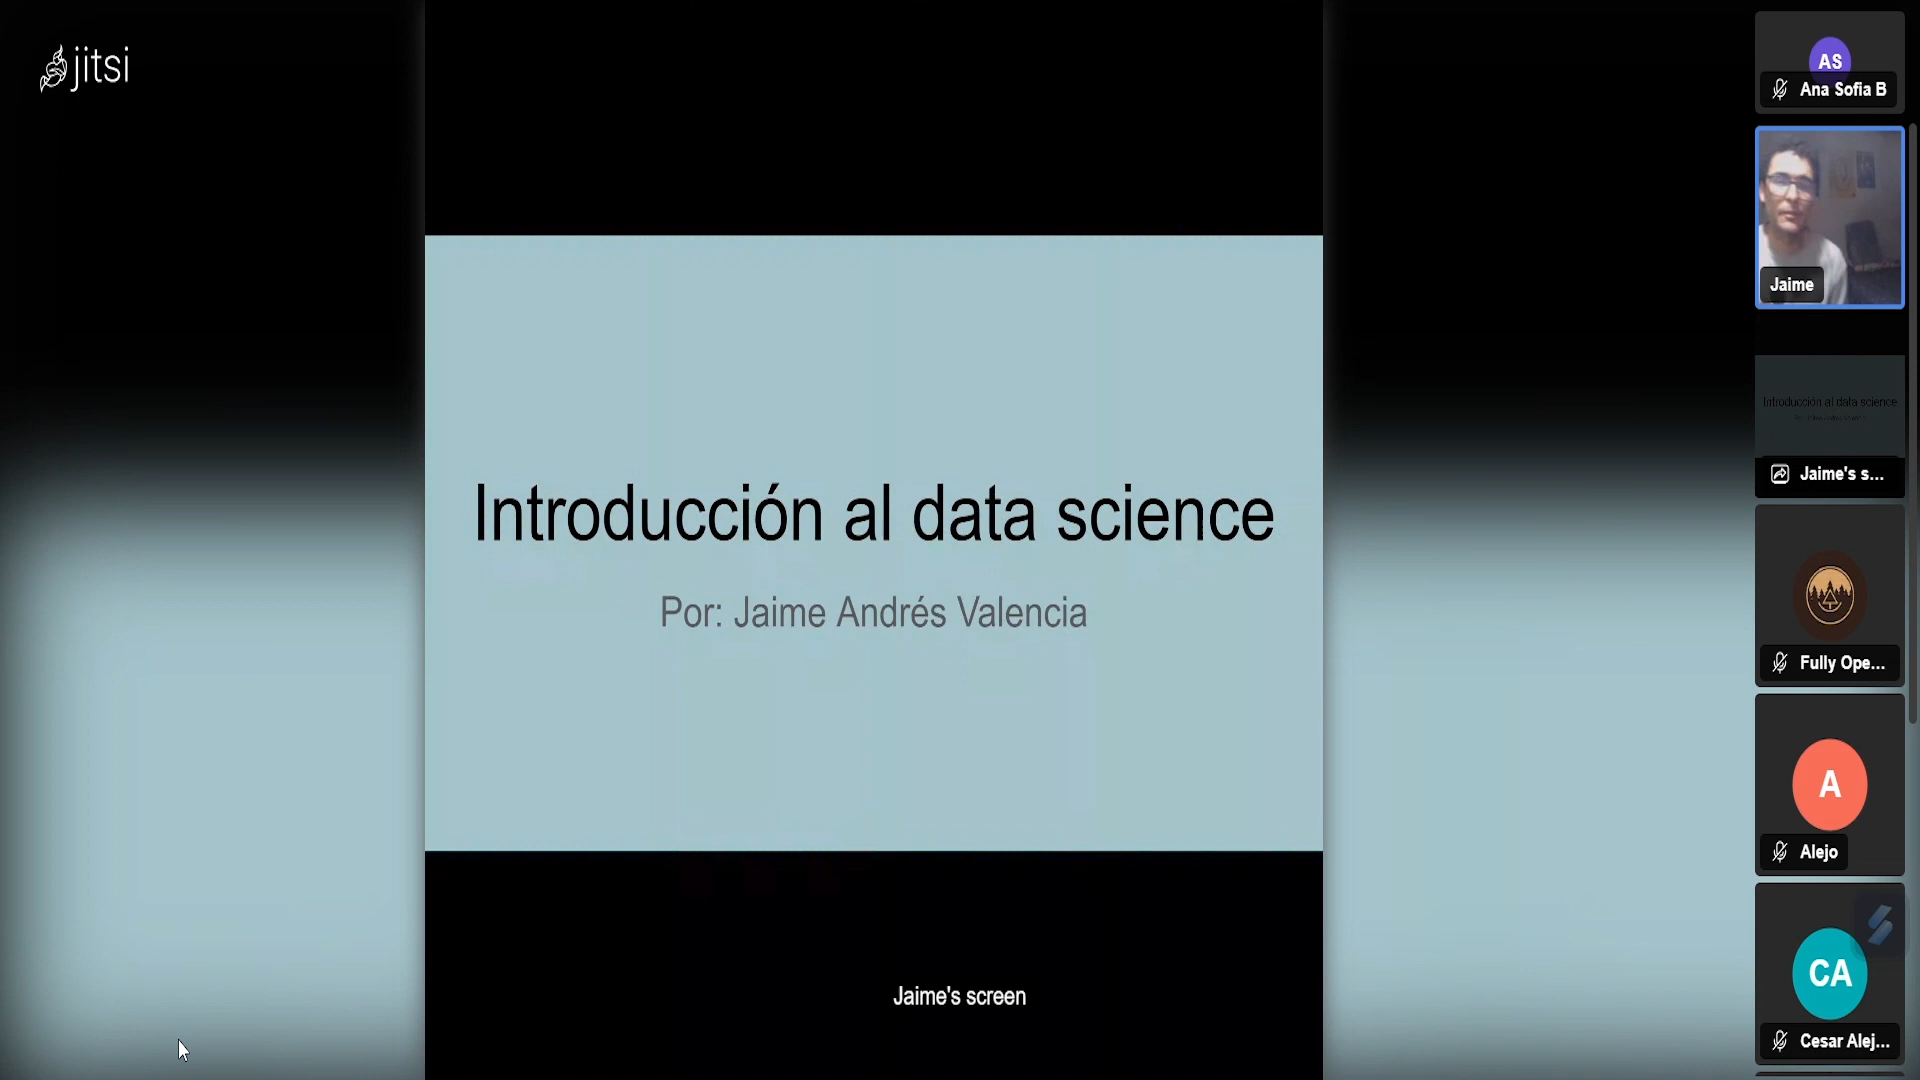 jitsi
Introducción al data science
Por: Jaime Andrés Valencia
Jaime's screen
AS
Ana Sofia B
Jaime
Introducción al data science
Jaime's s...
Fully Ope...
A
Alejo
CA
Cesar Alej...